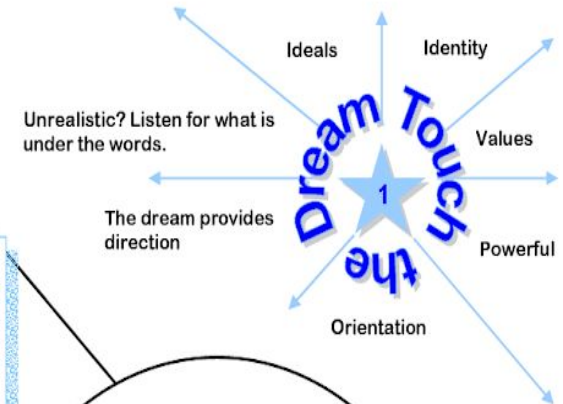 Ideals
Identity
Unrealistic? Listen for what is
under the words.
Values
Touch the Dream
1
The dream provides
direction
Powerful
Orientation